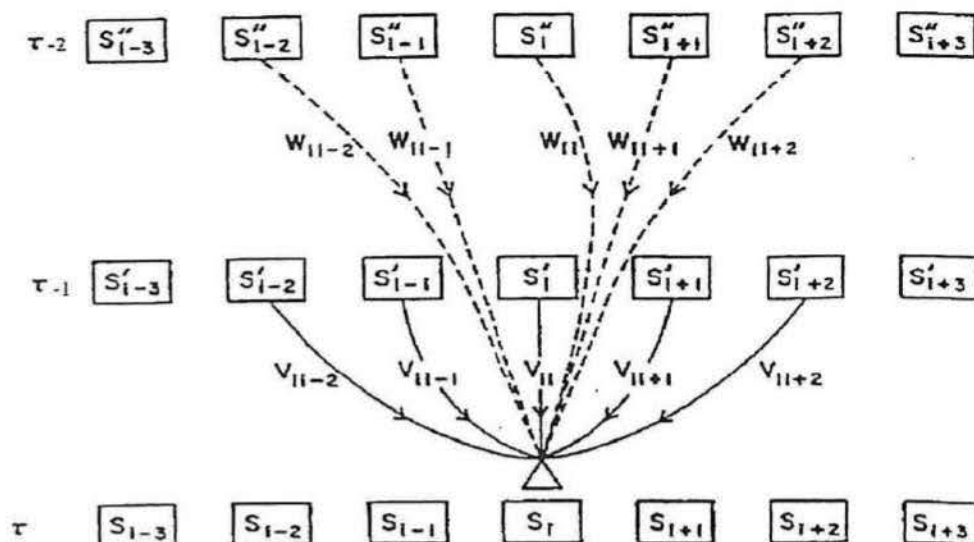 τ-2 S''i-3 S''i-2 S''i-1 S''i S''i+1 S''i+2 S''i+3
Wii-2 Wii-1 Wii Wii+1 Wii+2
τ-1 S'i-3 S'i-2 S'i-1 S'i S'i+1 S'i+2 S'i+3
Vii-2 Vii-1 Vii Vii+1 Vii+2
τ Si-3 Si-2 Si-1 Si Si+1 Si+2 Si+3